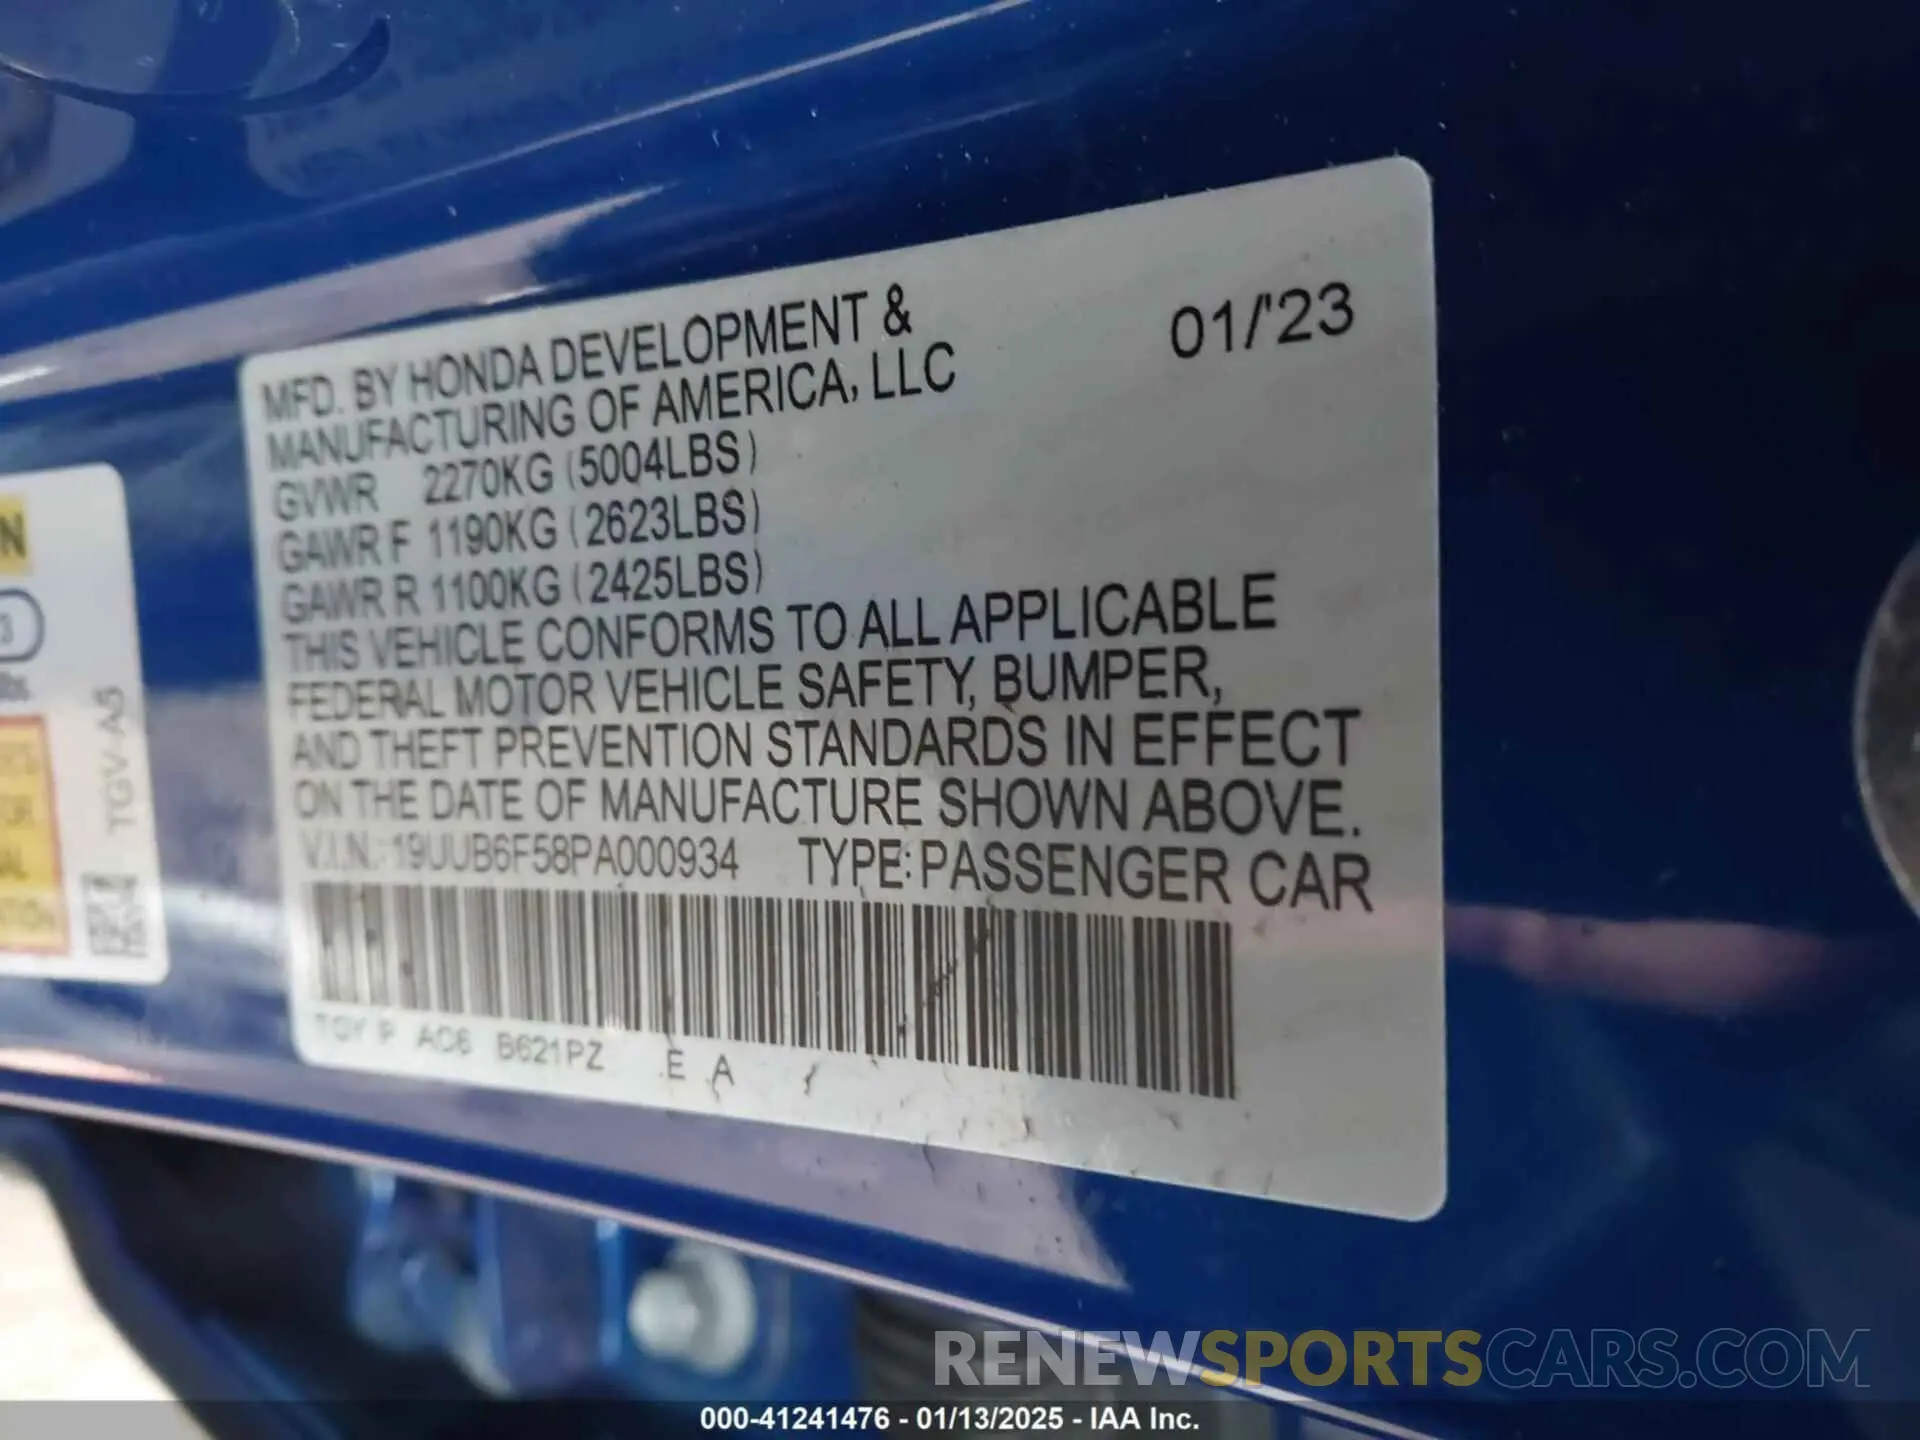 MFD. BY HONDA DEVELOPMENT &
MANUFACTURING OF AMERICA, LLC
01/'23
GVWR 2270KG (5004LBS)
GAWR F 1190KG (2623LBS)
GAWR R 1100KG (2425LBS)
THIS VEHICLE CONFORMS TO ALL APPLICABLE
FEDERAL MOTOR VEHICLE SAFETY, BUMPER,
AND THEFT PREVENTION STANDARDS IN EFFECT
ON THE DATE OF MANUFACTURE SHOWN ABOVE.
V.I.N.: 19UUB6F58PA000934 TYPE: PASSENGER CAR
TGY P AC6 B621PZ E A
N
3
lbs.
TGV-A5
RENEWSPORTSCARS.COM
000-41241476 - 01/13/2025 - IAA Inc.